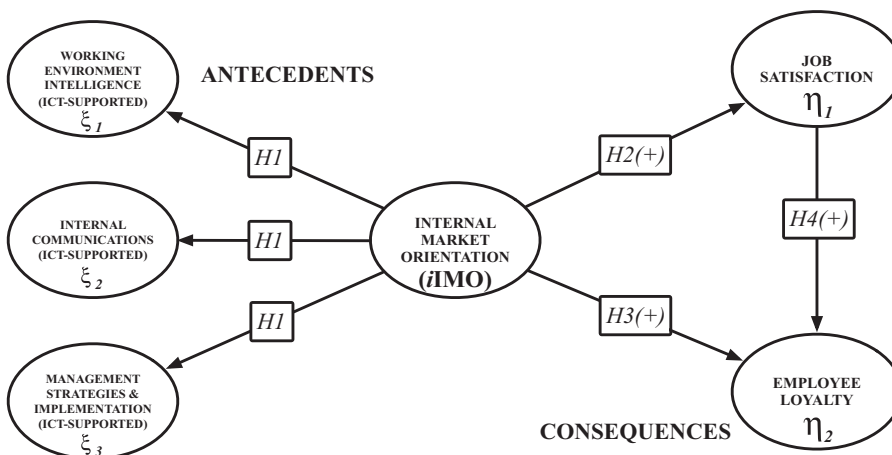 WORKING
ENVIRONMENT
INTELLIGENCE
(ICT-SUPPORTED)
ξ1
ANTECEDENTS
JOB
SATISFACTION
η1
H1
H2(+)
INTERNAL
COMMUNICATIONS
(ICT-SUPPORTED)
ξ2
H1
INTERNAL
MARKET
ORIENTATION
(iIMO)
H4(+)
H1
H3(+)
MANAGEMENT
STRATEGIES &
IMPLEMENTATION
(ICT-SUPPORTED)
ξ3
CONSEQUENCES
EMPLOYEE
LOYALTY
η2